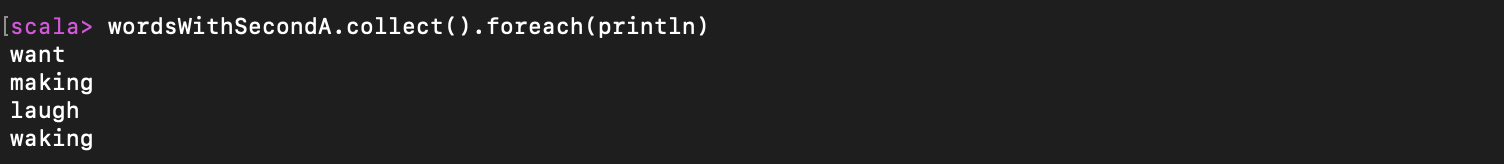 [scala> wordsWithSecondA.collect().foreach(println)
want
making
laugh
waking